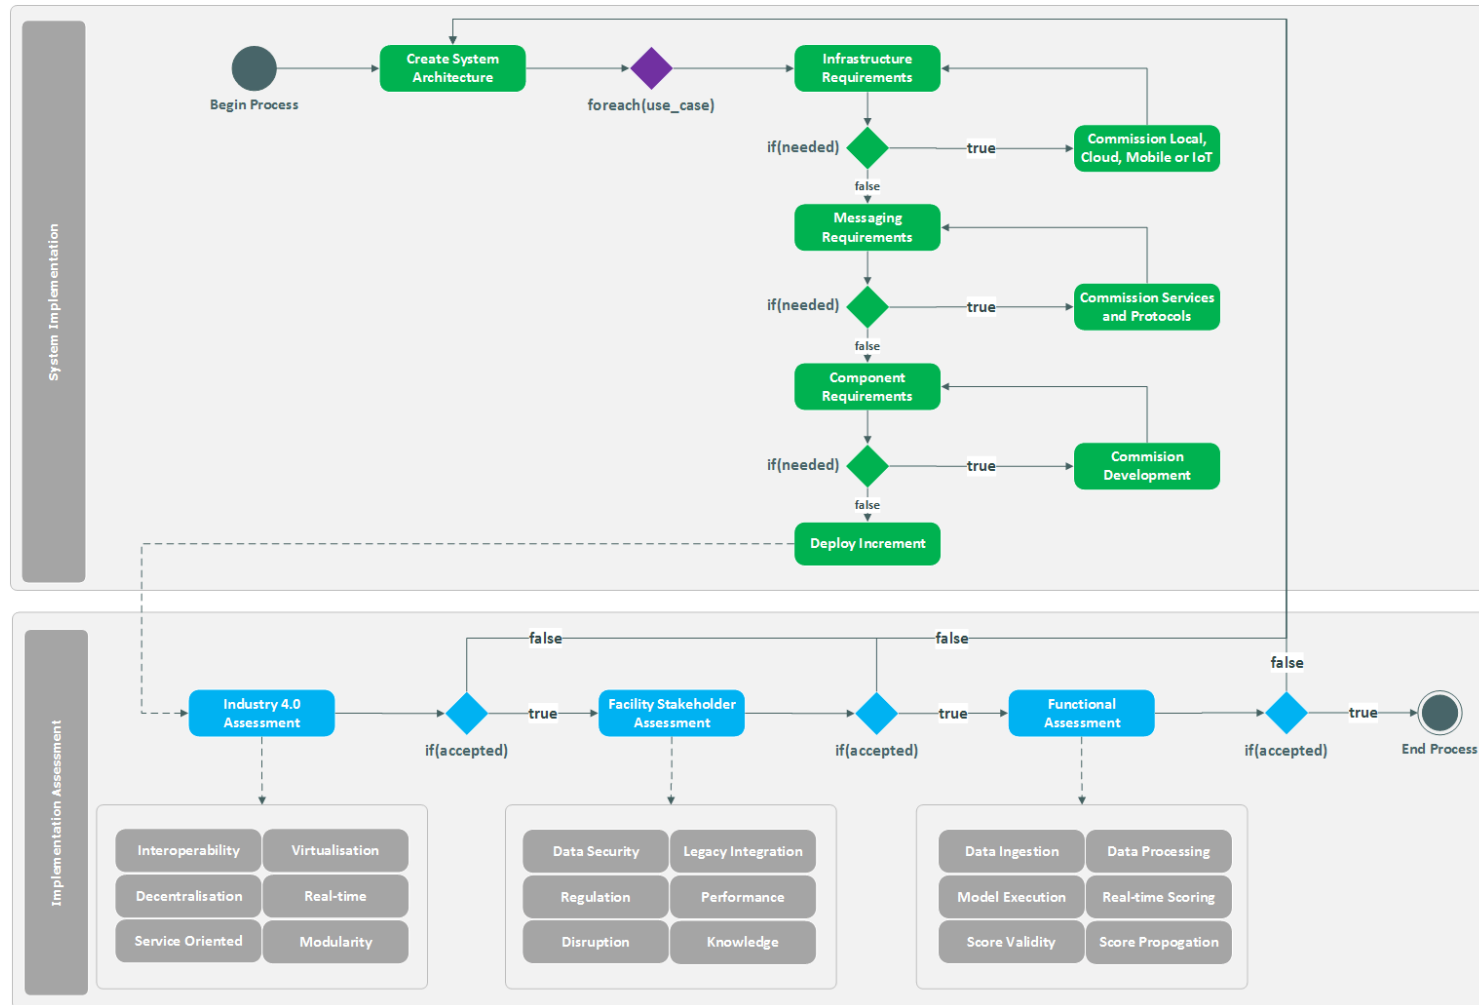 System Implementation
Begin Process
Create System
Architecture
foreach(use_case)
Infrastructure
Requirements
if(needed)
true
Commission Local,
Cloud, Mobile or IoT
false
Messaging
Requirements
if(needed)
true
Commission Services
and Protocols
false
Component
Requirements
if(needed)
true
Commision
Development
false
Deploy Increment
Implementation Assessment
false
false
false
Industry 4.0
Assessment
if(accepted)
true
Facility Stakeholder
Assessment
if(accepted)
true
Functional
Assessment
if(accepted)
true
End Process
Interoperability
Virtualisation
Decentralisation
Real-time
Service Oriented
Modularity
Data Security
Legacy Integration
Regulation
Performance
Disruption
Knowledge
Data Ingestion
Data Processing
Model Execution
Real-time Scoring
Score Validity
Score Propogation